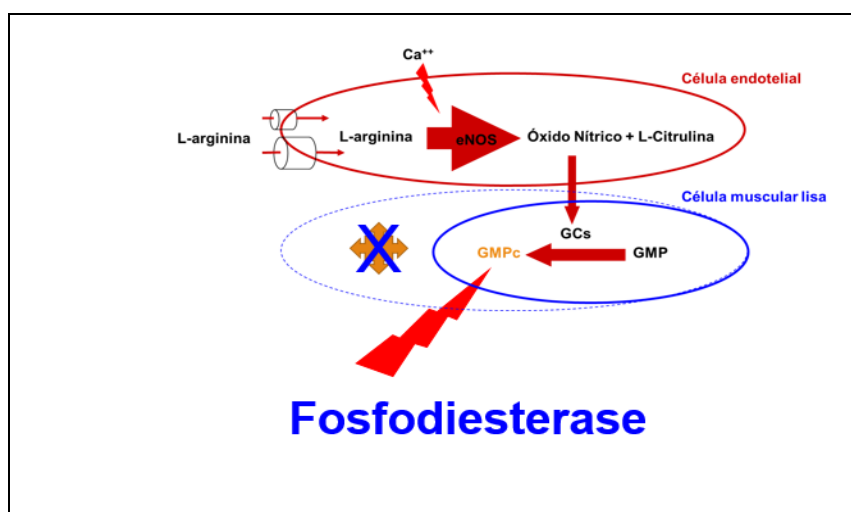 Ca⁺⁺
Célula endotelial
L-arginina
L-arginina
eNOS
Óxido Nítrico + L-Citrulina
Célula muscular lisa
GCs
GMPc
GMP
X
Fosfodiesterase